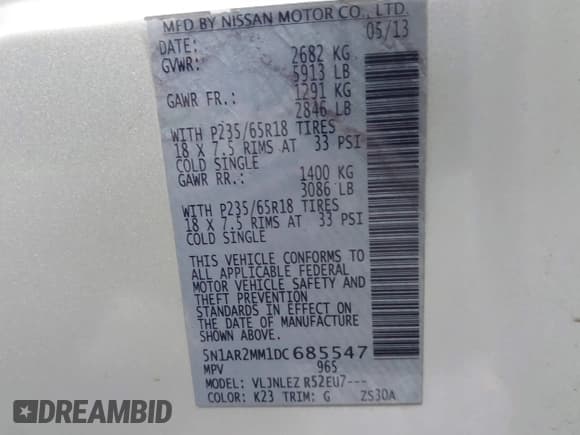 MFD BY NISSAN MOTOR CO., LTD.
DATE: 05/13
GVWR: 2682 KG
5913 LB
GAWR FR.: 1291 KG
2846 LB
WITH P235/65R18 TIRES
18 X 7.5 RIMS AT 33 PSI
COLD SINGLE
GAWR RR.: 1400 KG
3086 LB
WITH P235/65R18 TIRES
18 X 7.5 RIMS AT 33 PSI
COLD SINGLE
THIS VEHICLE CONFORMS TO
ALL APPLICABLE FEDERAL
MOTOR VEHICLE SAFETY AND
THEFT PREVENTION
STANDARDS IN EFFECT ON
THE DATE OF MANUFACTURE
SHOWN ABOVE.
5N1AR2MM1DC685547
MPV 965
MODEL: VLJNLEZ R52EU7---
COLOR: K23 TRIM: G ZS30A
DREAMBID